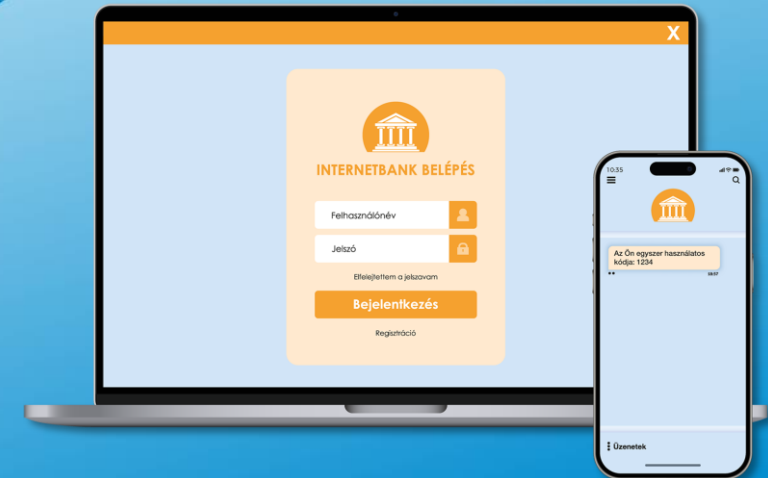 X
INTERNETBANK BELÉPÉS
Felhasználónév
Jelszó
Elfelejtettem a jelszavam
Bejelentkezés
Regisztráció
10:35
Az Ön egyszer használatos
kódja: 1234
Üzenetek